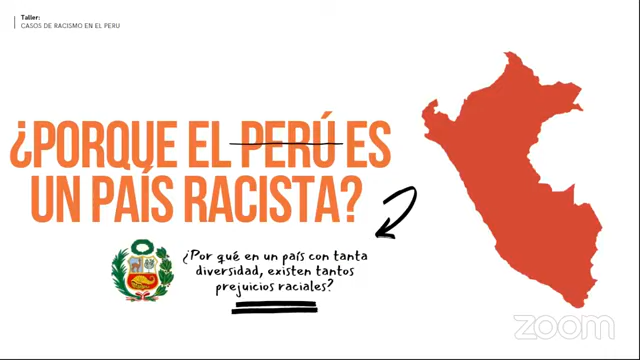 Taller:
CASOS DE RACISMO EN EL PERU
¿PORQUE EL PERÚ ES
UN PAÍS RACISTA?
¿Por qué en un país con tanta
diversidad, existen tantos
prejuicios raciales?
zoom